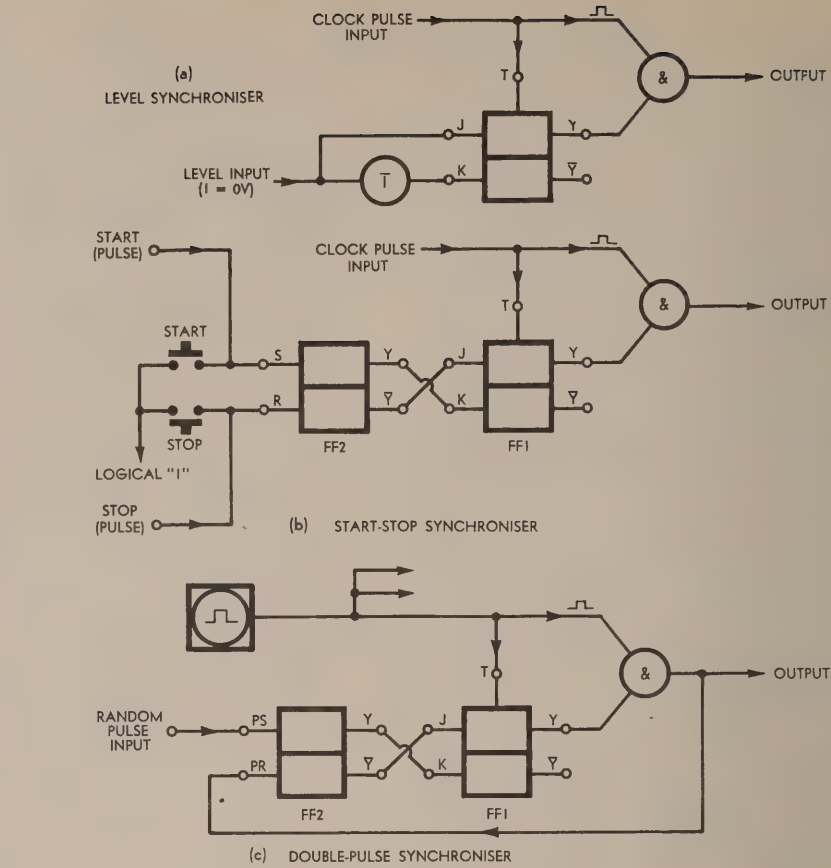 CLOCK PULSE
INPUT
(a)
LEVEL SYNCHRONISER
T
&
OUTPUT
J
Y
LEVEL INPUT
(1 = 0V)
Ī
K
Ȳ
START
(PULSE)
CLOCK PULSE
INPUT
T
&
OUTPUT
START
S
Y
J
Y
R
Ȳ
K
Ȳ
STOP
FF2
FF1
LOGICAL "1"
STOP
(PULSE)
(b) START-STOP SYNCHRONISER
T
&
OUTPUT
RANDOM
PULSE
INPUT
PS
Y
J
Y
PR
Ȳ
K
Ȳ
FF2
FF1
(c) DOUBLE-PULSE SYNCHRONISER